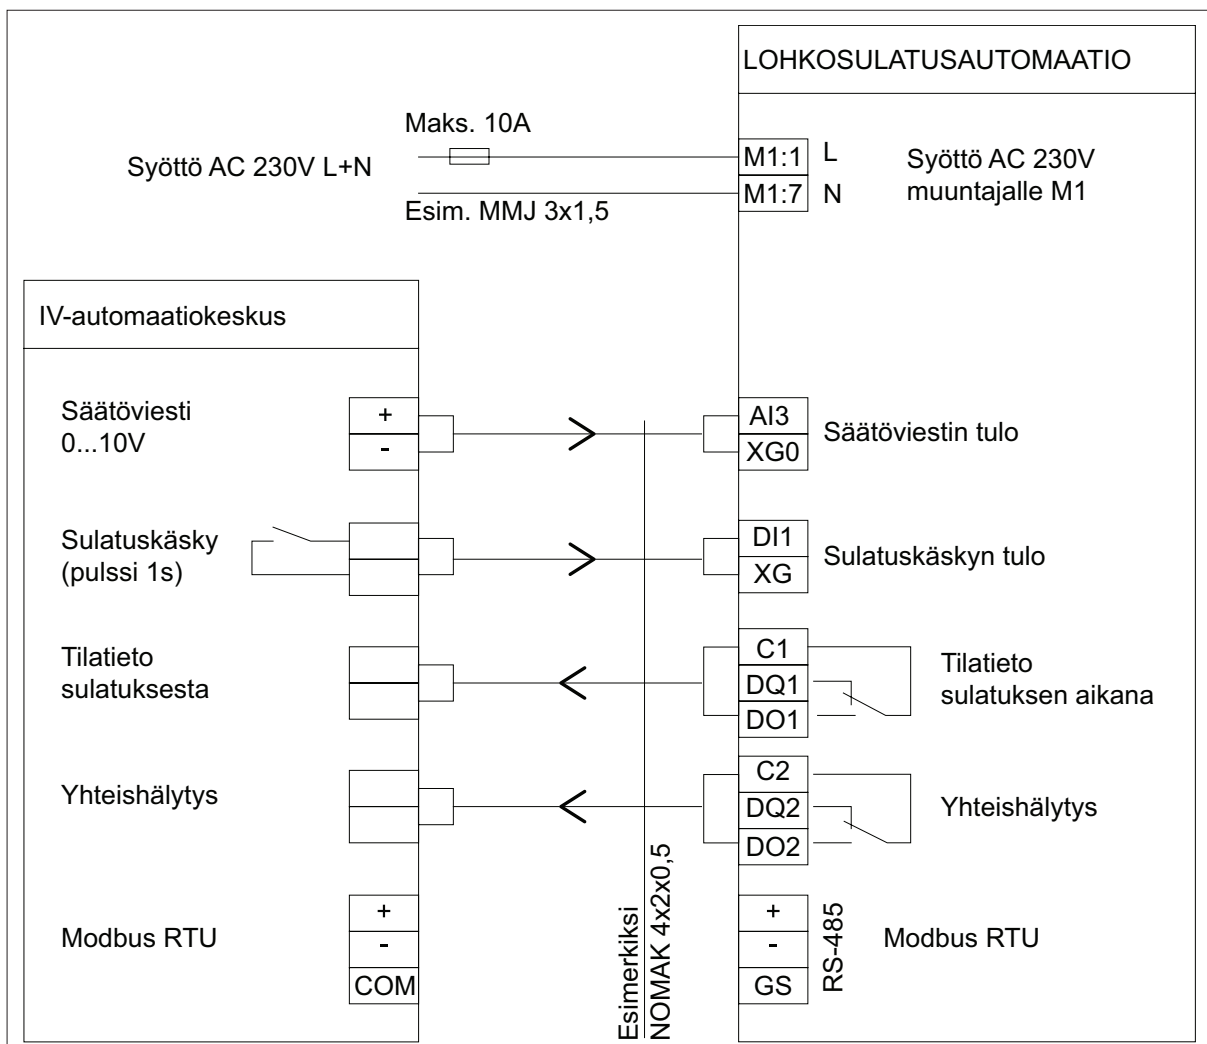 LOHKOSULATUSAUTOMAATIO
Maks. 10A
Syöttö AC 230V L+N
Esim. MMJ 3x1,5
M1:1
L
M1:7
N
Syöttö AC 230V
muuntajalle M1
IV-automaatiokeskus
Säätöviesti
0...10V
+
-
AI3
XG0
Säätöviestin tulo
Sulatuskäsky
(pulssi 1s)
DI1
XG
Sulatuskäskyn tulo
Tilatieto
sulatuksesta
C1
DQ1
DO1
Tilatieto
sulatuksen aikana
Yhteishälytys
C2
DQ2
DO2
Yhteishälytys
Modbus RTU
+
-
COM
Esimerkiksi
NOMAK 4x2x0,5
+
-
GS
RS-485
Modbus RTU